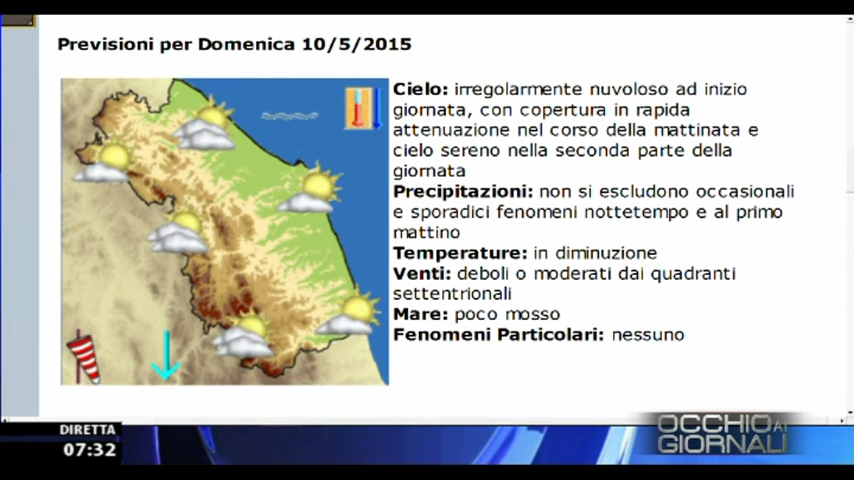 Previsioni per Domenica 10/5/2015
Cielo: irregolarmente nuvoloso ad inizio
giornata, con copertura in rapida
attenuazione nel corso della mattinata e
cielo sereno nella seconda parte della
giornata
Precipitazioni: non si escludono occasionali
e sporadici fenomeni nottetempo e al primo
mattino
Temperature: in diminuzione
Venti: deboli o moderati dai quadranti
settentrionali
Mare: poco mosso
Fenomeni Particolari: nessuno
DIRETTA
07:32
OCCHIO AI
GIORNALI